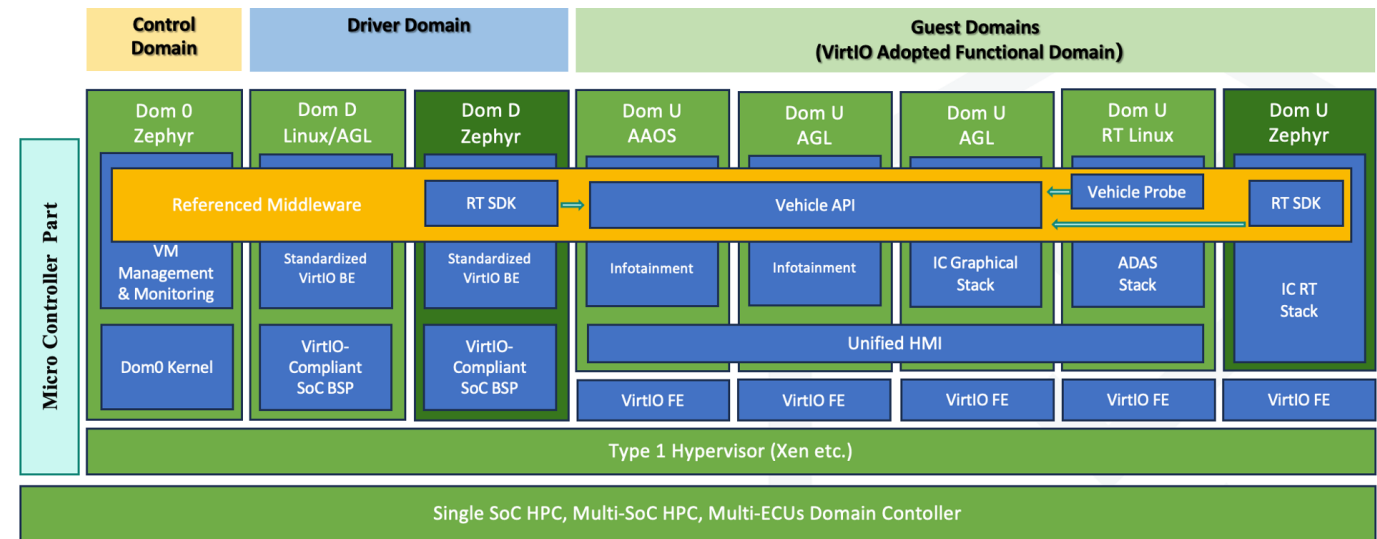 Control
Domain
Driver Domain
Guest Domains
(VirtIO Adopted Functional Domain)
Micro Controller Part
Dom 0
Zephyr
Dom D
Linux/AGL
Dom D
Zephyr
Dom U
AAOS
Dom U
AGL
Dom U
AGL
Dom U
RT Linux
Dom U
Zephyr
Referenced Middleware
RT SDK
Vehicle API
Vehicle Probe
RT SDK
VM
Management
& Monitoring
Standardized
VirtIO BE
Standardized
VirtIO BE
Infotainment
Infotainment
IC Graphical
Stack
ADAS
Stack
IC RT
Stack
Unified HMI
Dom0 Kernel
VirtIO-
Compliant
SoC BSP
VirtIO-
Compliant
SoC BSP
VirtIO FE
VirtIO FE
VirtIO FE
VirtIO FE
VirtIO FE
Type 1 Hypervisor (Xen etc.)
Single SoC HPC, Multi-SoC HPC, Multi-ECUs Domain Contoller